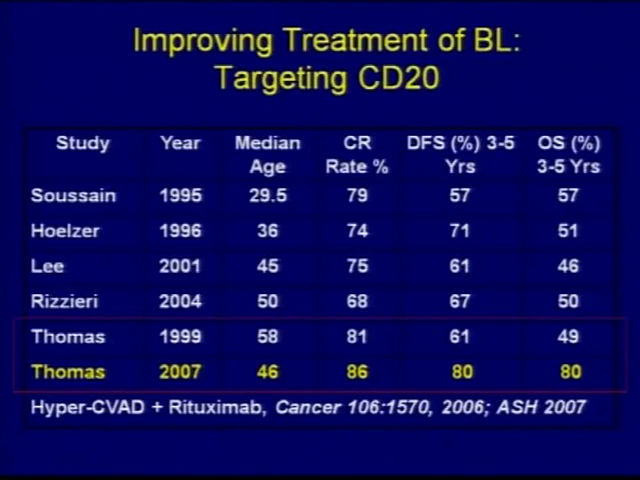 Improving Treatment of BL:
Targeting CD20
Study Year Median Age CR Rate % DFS (%) 3-5 Yrs OS (%) 3-5 Yrs
Soussain 1995 29.5 79 57 57
Hoelzer 1996 36 74 71 51
Lee 2001 45 75 61 46
Rizzieri 2004 50 68 67 50
Thomas 1999 58 81 61 49
Thomas 2007 46 86 80 80
Hyper-CVAD + Rituximab, Cancer 106:1570, 2006; ASH 2007